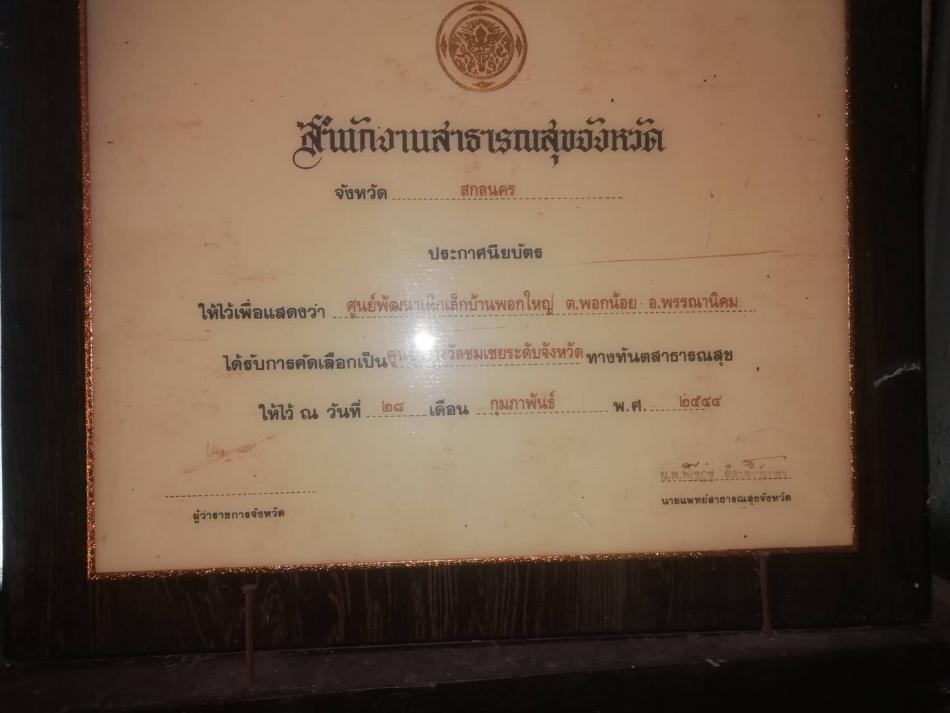 สำนักงานสาธารณสุขจังหวัด
จังหวัด สกลนคร
ประกาศนียบัตร
ให้ไว้เพื่อแสดงว่า ศูนย์พัฒนาเด็กเล็กบ้านพอกใหญ่ ต.พอกน้อย อ.พรรณานิคม
ได้รับการคัดเลือกเป็น ชมเชยระดับจังหวัด ทางทันตสาธารณสุข
ให้ไว้ ณ วันที่ ๒๘ เดือน กุมภาพันธ์ พ.ศ. ๒๕๔๔
ผู้ว่าราชการจังหวัด
นายแพทย์สาธารณสุขจังหวัด